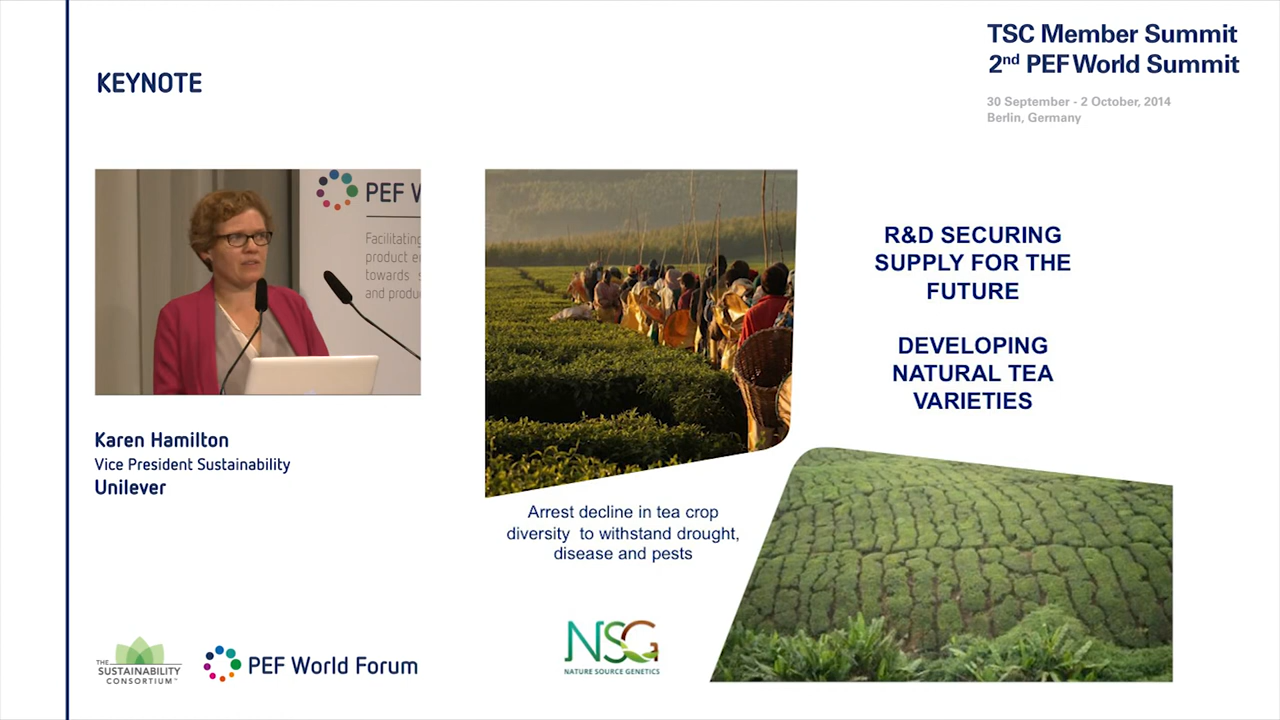 TSC Member Summit
2nd PEF World Summit
30 September - 2 October, 2014
Berlin, Germany
KEYNOTE
PEF W
Facilitating
product e
towards s
and produ
Karen Hamilton
Vice President Sustainability
Unilever
R&D SECURING
SUPPLY FOR THE
FUTURE
DEVELOPING
NATURAL TEA
VARIETIES
Arrest decline in tea crop
diversity to withstand drought,
disease and pests
NSG
NATURE SOURCE GENETICS
THE
SUSTAINABILITY
CONSORTIUM™
PEF World Forum